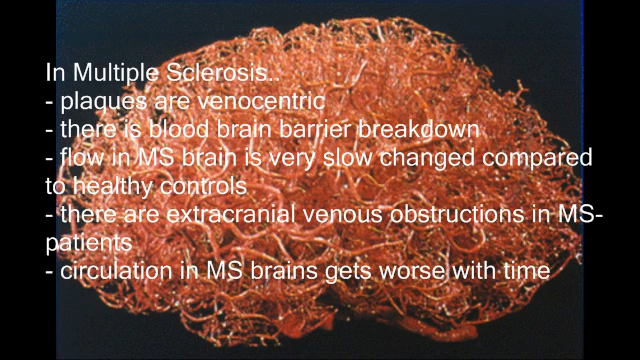 In Multiple Sclerosis..
- plaques are venocentric
- there is blood brain barrier breakdown
- flow in MS brain is very slow changed compared
to healthy controls
- there are extracranial venous obstructions in MS-
patients
- circulation in MS brains gets worse with time